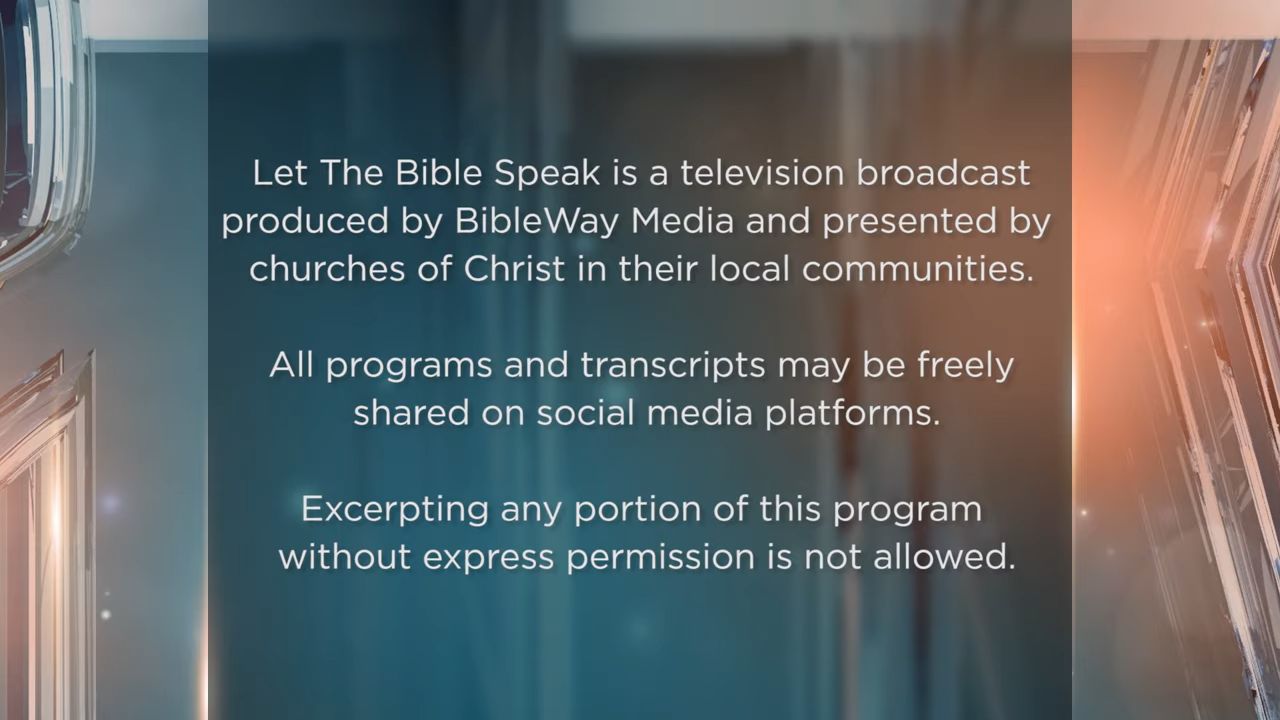 Let The Bible Speak is a television broadcast
produced by BibleWay Media and presented by
churches of Christ in their local communities.
All programs and transcripts may be freely
shared on social media platforms.
Excerpting any portion of this program
without express permission is not allowed.